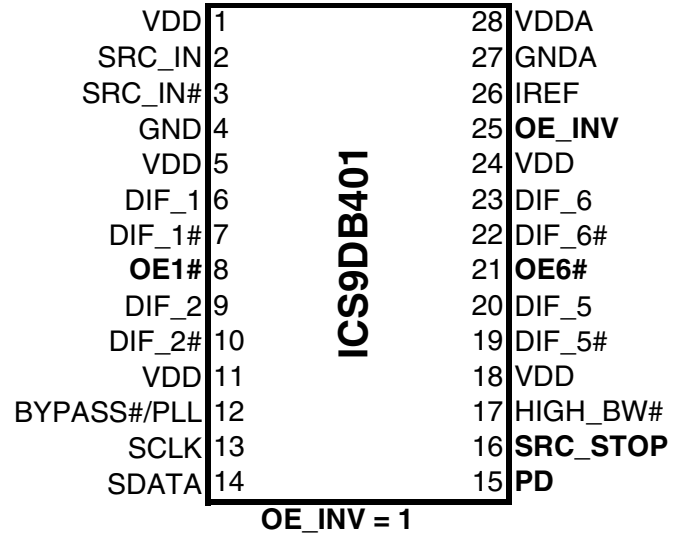 VDD 1 28 VDDA
SRC_IN 2 27 GNDA
SRC_IN# 3 26 IREF
GND 4 25 OE_INV
VDD 5 24 VDD
DIF_1 6 23 DIF_6
DIF_1# 7 22 DIF_6#
OE1# 8 21 OE6#
DIF_2 9 20 DIF_5
DIF_2# 10 19 DIF_5#
VDD 11 18 VDD
BYPASS#/PLL 12 17 HIGH_BW#
SCLK 13 16 SRC_STOP
SDATA 14 15 PD
ICS9DB401
OE_INV = 1